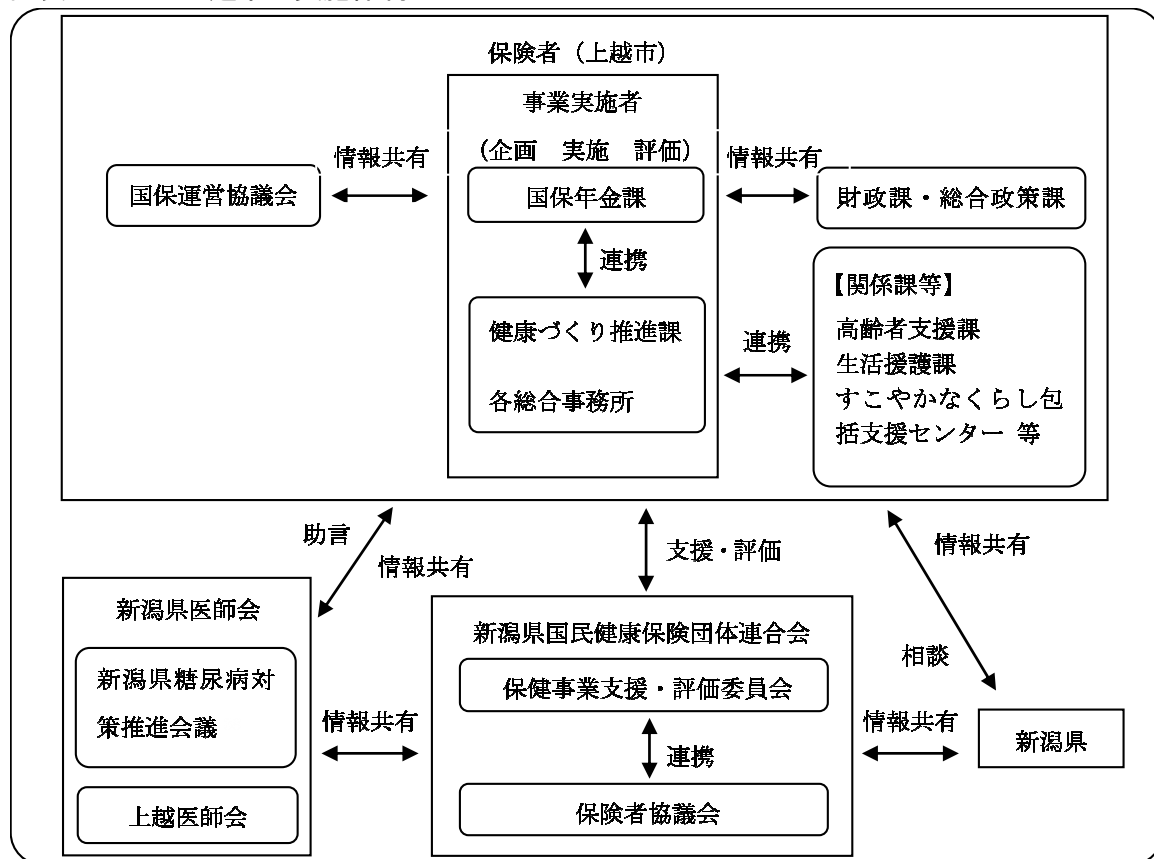 保険者（上越市）
事業実施者
（企画　実施　評価）
情報共有
国保運営協議会
国保年金課
情報共有
財政課・総合政策課
連携
健康づくり推進課
各総合事務所
連携
【関係課等】
高齢者支援課
生活援護課
すこやかなくらし包
括支援センター 等
助言
情報共有
支援・評価
情報共有
相談
新潟県医師会
新潟県糖尿病対
策推進会議
上越医師会
情報共有
新潟県国民健康保険団体連合会
保健事業支援・評価委員会
連携
保険者協議会
情報共有
新潟県